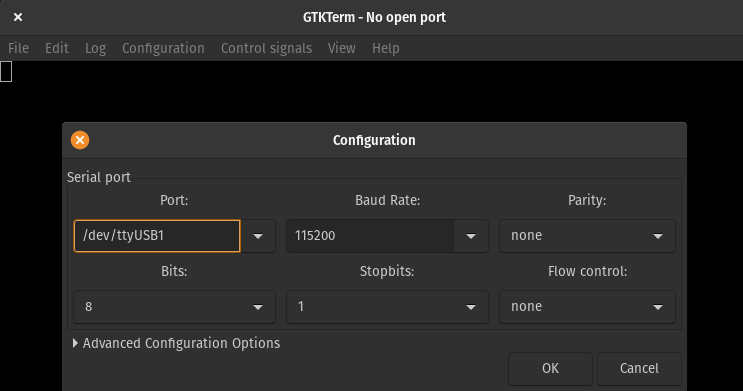 GTKTerm - No open port
File Edit Log Configuration Control signals View Help
Configuration
Serial port
Port: Baud Rate: Parity:
/dev/ttyUSB1 115200 none
Bits: Stopbits: Flow control:
8 1 none
Advanced Configuration Options
OK Cancel